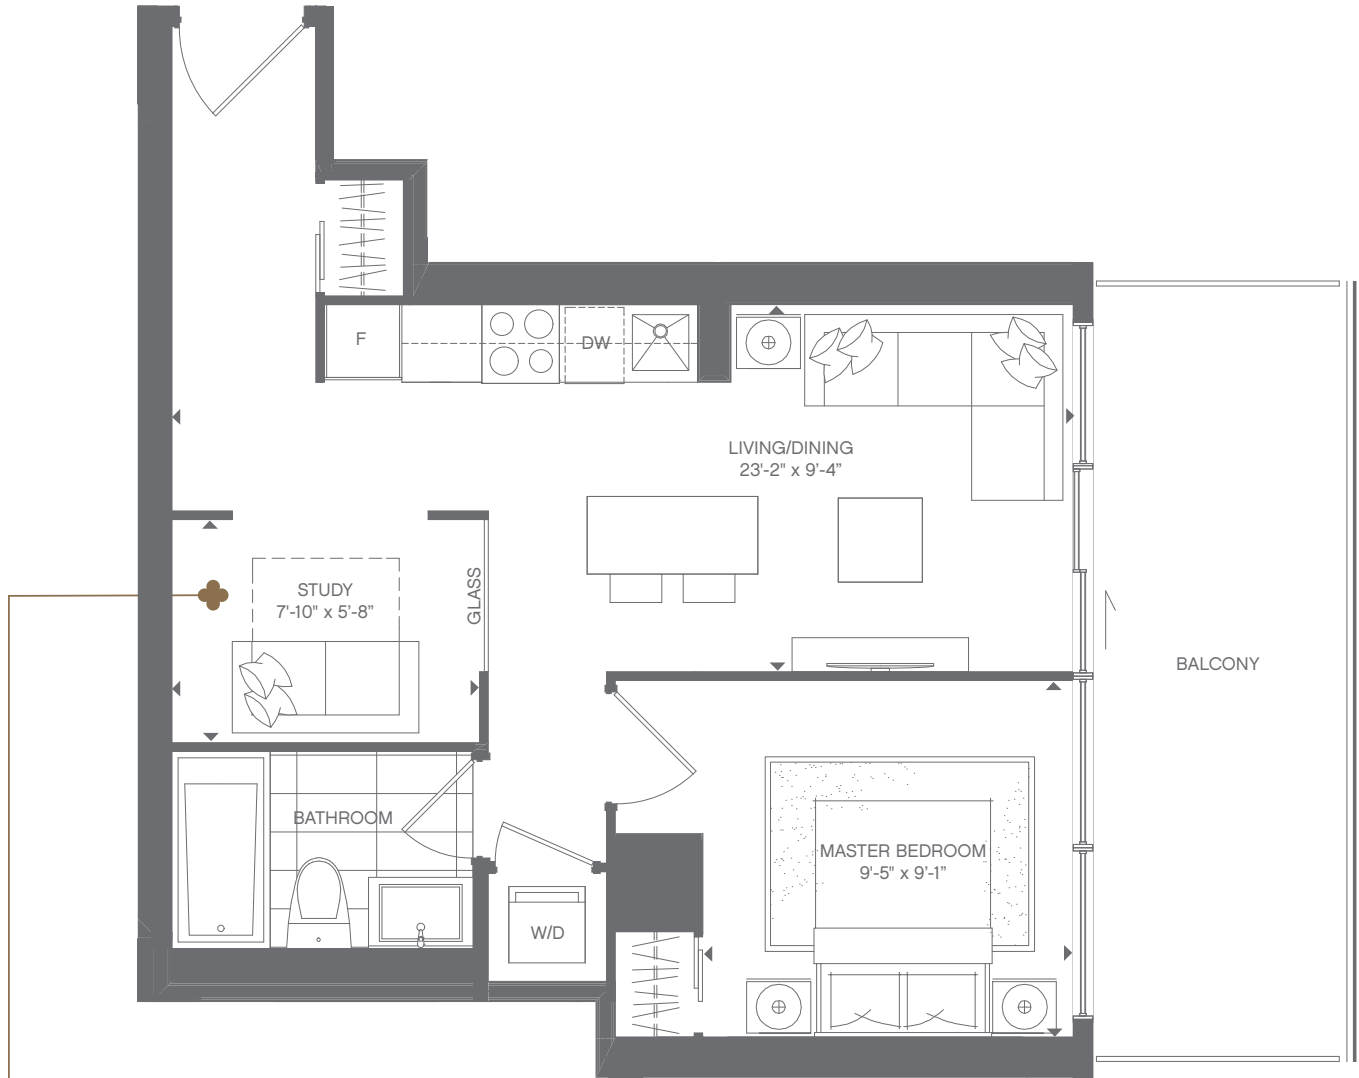 F
DW
LIVING/DINING
23'-2" x 9'-4”
STUDY
7'-10" x 5'-8”
GLASS
BALCONY
BATHROOM
MASTER BEDROOM
9'-5" x 9'-1”
W/D